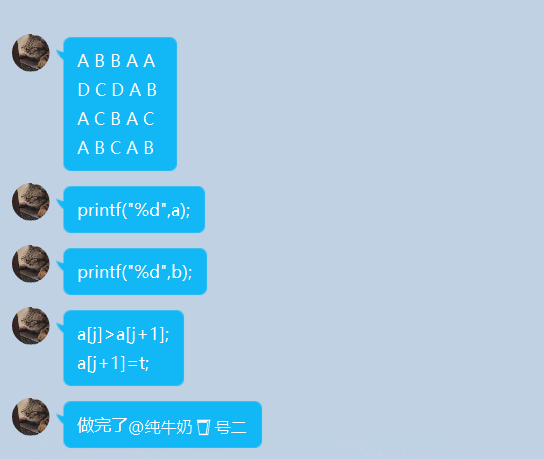 A B B A A
D C D A B
A C B A C
A B C A B
printf("%d",a);
printf("%d",b);
a[j]>a[j+1];
a[j+1]=t;
做完了@纯牛奶🥛号二